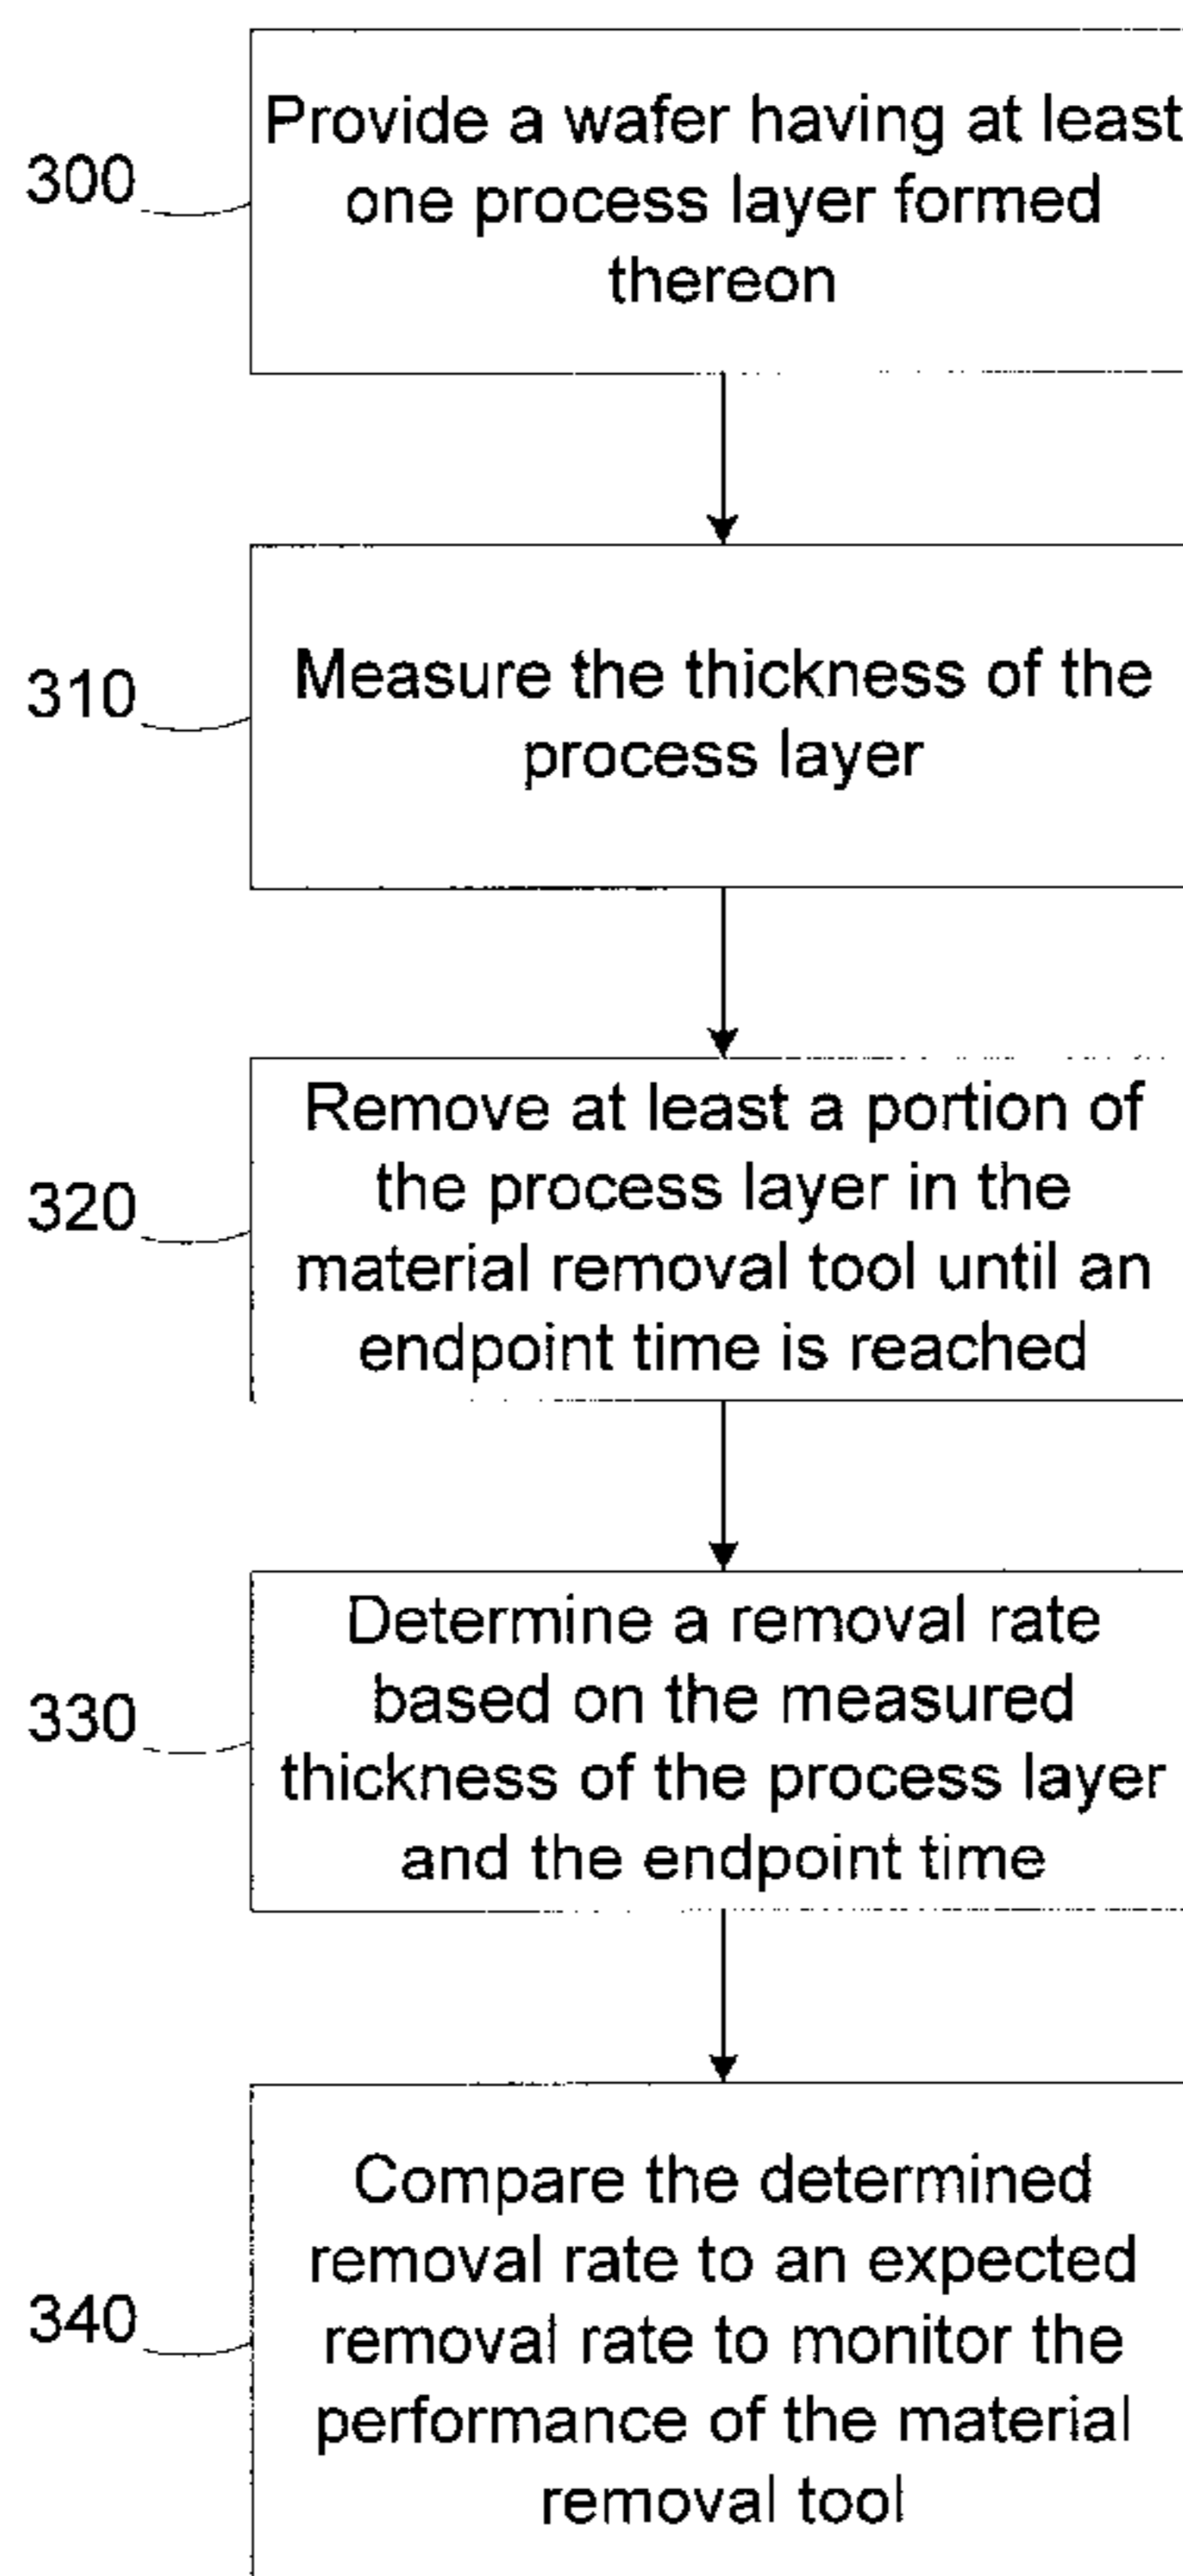 Provide a wafer having at least
300
one process layer formed
thereon
Measure the thickness of the
310
process layer
Remove at least a portion of
320
the process layer in the
material removal tool until an
endpoint time is reached
Determine a removal rate
330
based on the measured
thickness of the process layer
and the endpoint time
Compare the determined
removal rate to an expected
340
removal rate to monitor the
performance of the material
removal tool